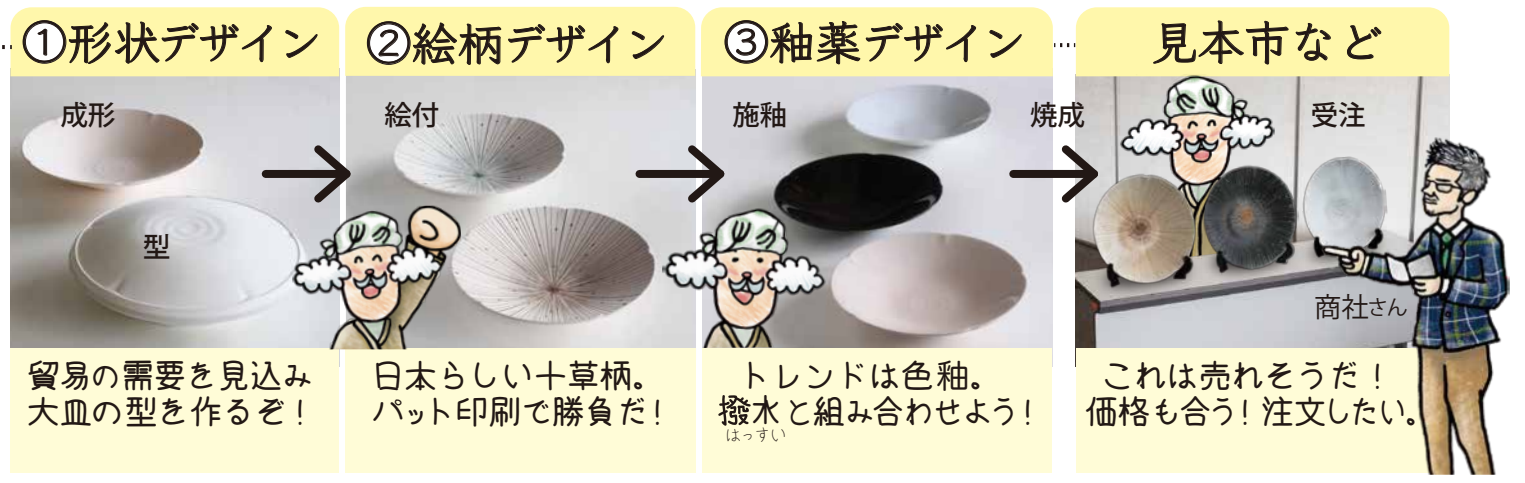 ①形状デザイン
成形
型
貿易の需要を見込み
大皿の型を作るぞ！
②絵柄デザイン
絵付
日本らしい十草柄。
パット印刷で勝負だ！
③釉薬デザイン
施釉
トレンドは色釉。
撥水と組み合わせよう！
はっすい
焼成
見本市など
受注
商社さん
これは売れそうだ！
価格も合う！注文したい。